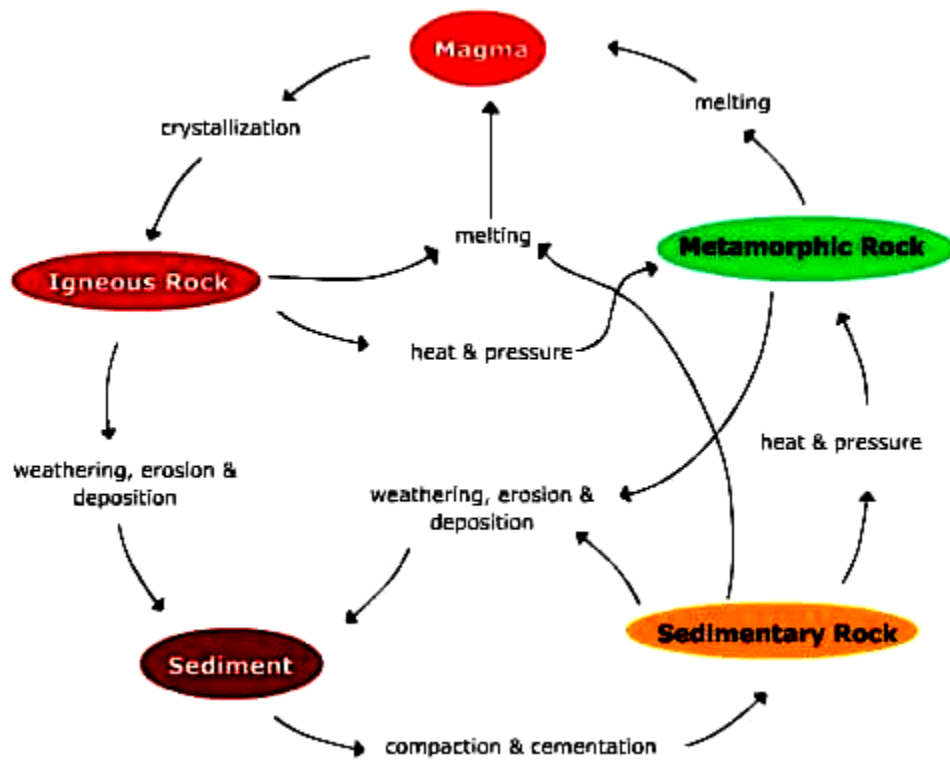 Magma
melting
crystallization
melting
Metamorphic Rock
Igneous Rock
heat & pressure
heat & pressure
weathering, erosion &
deposition
weathering, erosion &
deposition
Sedimentary Rock
Sediment
compaction & cementation